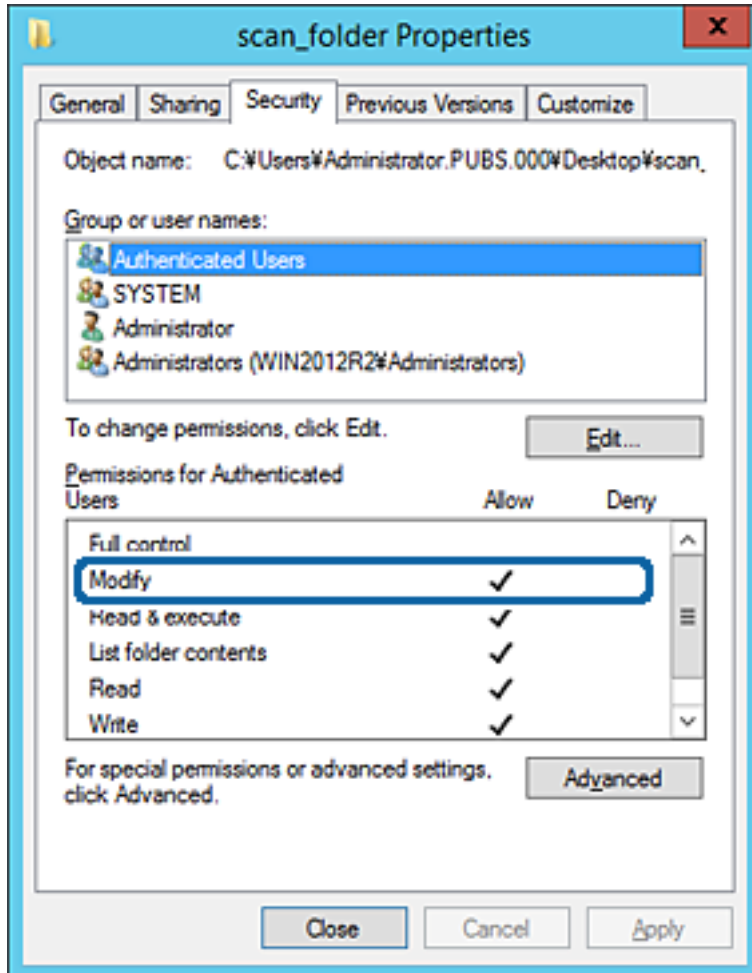 scan_folder Properties
x
General Sharing Security Previous Versions Customize
Object name: C:¥Users¥Administrator.PUBS.000¥Desktop¥scan_
Group or user names:
Authenticated Users
SYSTEM
Administrator
Administrators (WIN2012R2¥Administrators)
To change permissions, click Edit.
Edit...
Permissions for Authenticated
Users Allow Deny
Full control
Modify
Read & execute
List folder contents
Read
Write
For special permissions or advanced settings,
click Advanced.
Advanced
Close Cancel Apply